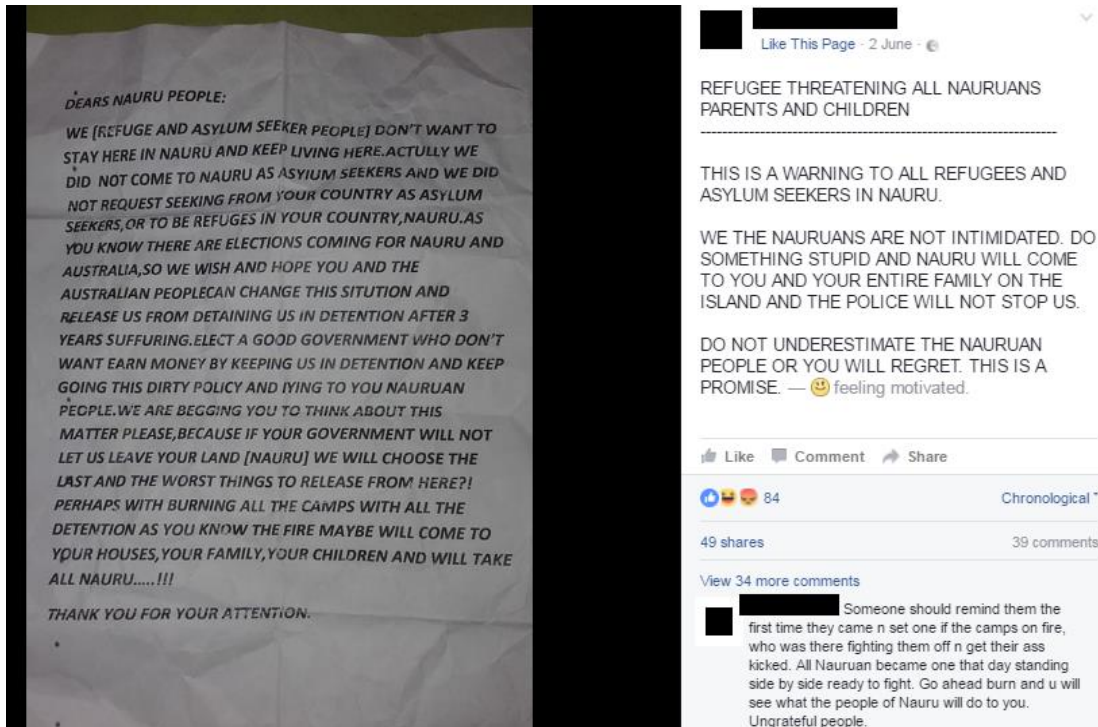 DEARS NAURU PEOPLE:
WE [REFUGE AND ASYLUM SEEKER PEOPLE] DON'T WANT TO
STAY HERE IN NAURU AND KEEP LIVING HERE.ACTULLY WE
DID NOT COME TO NAURU AS ASYIUM SEEKERS AND WE DID
NOT REQUEST SEEKING FROM YOUR COUNTRY AS ASYLUM
SEEKERS,OR TO BE REFUGES IN YOUR COUNTRY,NAURU.AS
YOU KNOW THERE ARE ELECTIONS COMING FOR NAURU AND
AUSTRALIA,SO WE WISH AND HOPE YOU AND THE
AUSTRALIAN PEOPLECAN CHANGE THIS SITUTION AND
RELEASE US FROM DETAINING US IN DETENTION AFTER 3
YEARS SUFFURING.ELECT A GOOD GOVERNMENT WHO DON'T
WANT EARN MONEY BY KEEPING US IN DETENTION AND KEEP
GOING THIS DIRTY POLICY AND IYING TO YOU NAURUAN
PEOPLE.WE ARE BEGGING YOU TO THINK ABOUT THIS
MATTER PLEASE,BECAUSE IF YOUR GOVERNMENT WILL NOT
LET US LEAVE YOUR LAND [NAURU] WE WILL CHOOSE THE
LAST AND THE WORST THINGS TO RELEASE FROM HERE?!
PERHAPS WITH BURNING ALL THE CAMPS WITH ALL THE
DETENTION AS YOU KNOW THE FIRE MAYBE WILL COME TO
YOUR HOUSES,YOUR FAMILY,YOUR CHILDREN AND WILL TAKE
ALL NAURU.....!!!
THANK YOU FOR YOUR ATTENTION.
Like This Page · 2 June ·
REFUGEE THREATENING ALL NAURUANS
PARENTS AND CHILDREN
----------------------------------------------------------------
THIS IS A WARNING TO ALL REFUGEES AND
ASYLUM SEEKERS IN NAURU.
WE THE NAURUANS ARE NOT INTIMIDATED. DO
SOMETHING STUPID AND NAURU WILL COME
TO YOU AND YOUR ENTIRE FAMILY ON THE
ISLAND AND THE POLICE WILL NOT STOP US.
DO NOT UNDERESTIMATE THE NAURUAN
PEOPLE OR YOU WILL REGRET. THIS IS A
PROMISE. — 😃 feeling motivated.
Like Comment Share
84 Chronological
49 shares 39 comments
View 34 more comments
Someone should remind them the
first time they came n set one if the camps on fire,
who was there fighting them off n get their ass
kicked. All Nauruan became one that day standing
side by side ready to fight. Go ahead burn and u will
see what the people of Nauru will do to you.
Ungrateful people.